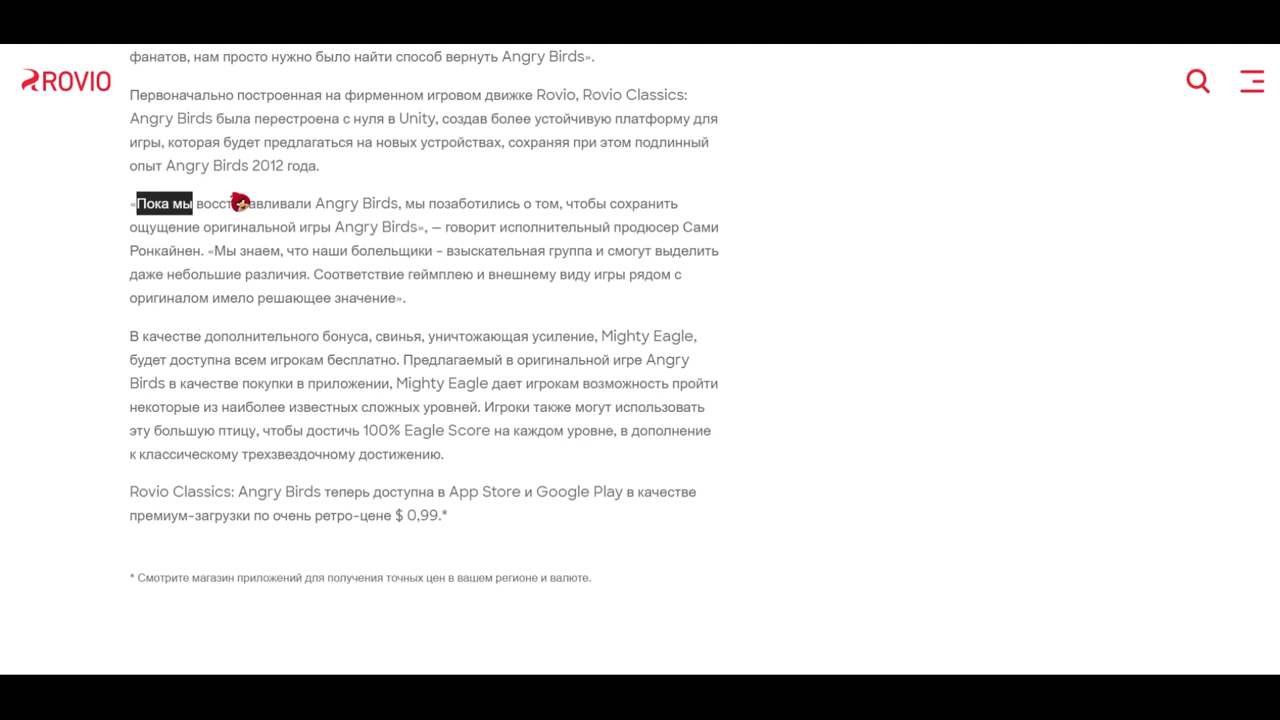 фанатов, нам просто нужно было найти способ вернуть Angry Birds».
ROVIO
Первоначально построенная на фирменном игровом движке Rovio, Rovio Classics:
Angry Birds была перестроена с нуля в Unity, создав более устойчивую платформу для
игры, которая будет предлагаться на новых устройствах, сохраняя при этом подлинный
опыт Angry Birds 2012 года.
«Пока мы восстанавливали Angry Birds, мы позаботились о том, чтобы сохранить
ощущение оригинальной игры Angry Birds», — говорит исполнительный продюсер Сами
Ронкайнен. «Мы знаем, что наши болельщики - взыскательная группа и смогут выделить
даже небольшие различия. Соответствие геймплею и внешнему виду игры рядом с
оригиналом имело решающее значение».
В качестве дополнительного бонуса, свинья, уничтожающая усиление, Mighty Eagle,
будет доступна всем игрокам бесплатно. Предлагаемый в оригинальной игре Angry
Birds в качестве покупки в приложении, Mighty Eagle дает игрокам возможность пройти
некоторые из наиболее известных сложных уровней. Игроки также могут использовать
эту большую птицу, чтобы достичь 100% Eagle Score на каждом уровне, в дополнение
к классическому трехзвездочному достижению.
Rovio Classics: Angry Birds теперь доступна в App Store и Google Play в качестве
премиум-загрузки по очень ретро-цене $ 0,99.*
* Смотрите магазин приложений для получения точных цен в вашем регионе и валюте.